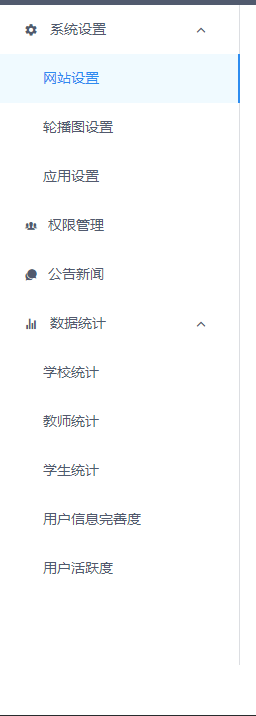 系统设置
网站设置
轮播图设置
应用设置
权限管理
公告新闻
数据统计
学校统计
教师统计
学生统计
用户信息完善度
用户活跃度